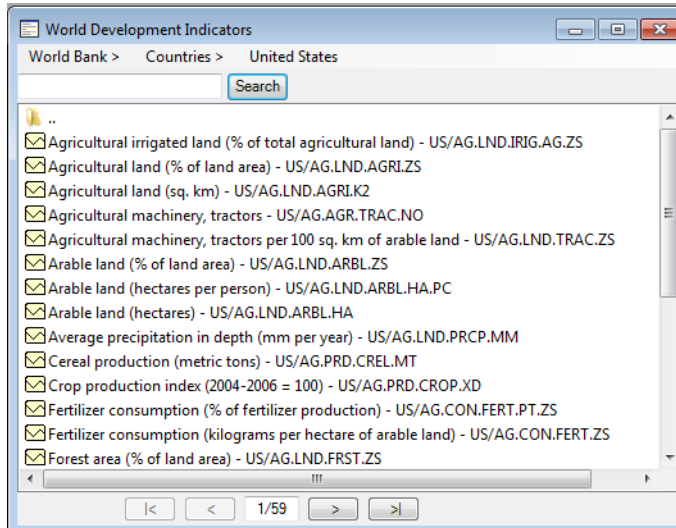 World Development Indicators
World Bank > Countries > United States
Search
..
Agricultural irrigated land (% of total agricultural land) - US/AG.LND.IRIG.AG.ZS
Agricultural land (% of land area) - US/AG.LND.AGRI.ZS
Agricultural land (sq. km) - US/AG.LND.AGRI.K2
Agricultural machinery, tractors - US/AG.AGR.TRAC.NO
Agricultural machinery, tractors per 100 sq. km of arable land - US/AG.LND.TRAC.ZS
Arable land (% of land area) - US/AG.LND.ARBL.ZS
Arable land (hectares per person) - US/AG.LND.ARBL.HA.PC
Arable land (hectares) - US/AG.LND.ARBL.HA
Average precipitation in depth (mm per year) - US/AG.LND.PRCP.MM
Cereal production (metric tons) - US/AG.PRD.CREL.MT
Crop production index (2004-2006 = 100) - US/AG.PRD.CROP.XD
Fertilizer consumption (% of fertilizer production) - US/AG.CON.FERT.PT.ZS
Fertilizer consumption (kilograms per hectare of arable land) - US/AG.CON.FERT.ZS
Forest area (% of land area) - US/AG.LND.FRST.ZS
|< < 1/59 > >|